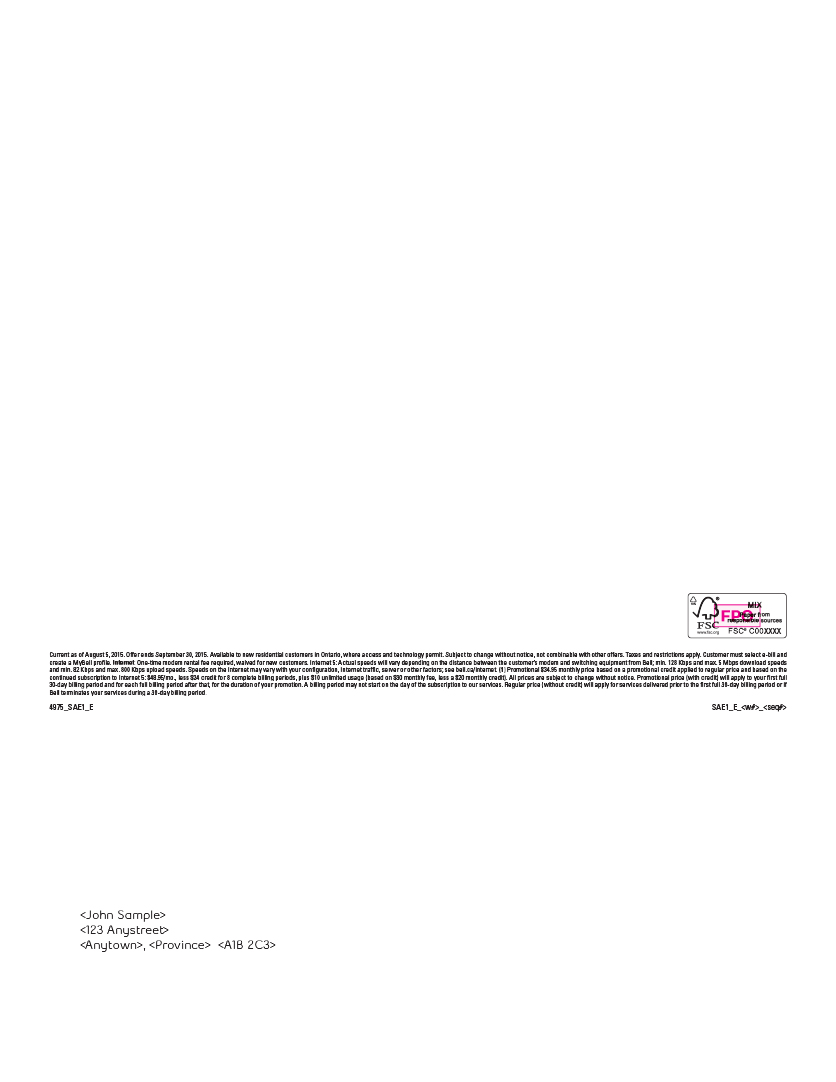 MIX
Paper from
responsible sources
FPO
FSC
www.fsc.org
FSC® C00XXXX
Current as of August 5, 2015. Offer ends September 30, 2015. Available to new residential customers in Ontario, where access and technology permit. Subject to change without notice, not combinable with other offers. Taxes and restrictions apply. Customer must select e-bill and
create a MyBell profile. Internet: One-time modem rental fee required, waived for new customers. Internet 5: Actual speeds will vary depending on the distance between the customer's modem and switching equipment from Bell; min. 128 Kbps and max. 5 Mbps download speeds
and min. 82 Kbps and max. 800 Kbps upload speeds. Speeds on the internet may vary with your configuration, Internet traffic, server or other factors; see bell.ca/internet. (1) Promotional $34.95 monthly price based on a promotional credit applied to regular price and based on the
continued subscription to Internet 5: $48.95/mo., less $24 credit for 8 complete billing periods, plus $10 unlimited usage (based on $30 monthly fee, less a $20 monthly credit). All prices are subject to change without notice. Promotional price (with credit) will apply to your first full
30-day billing period and for each full billing period after that, for the duration of your promotion. A billing period may not start on the day of the subscription to our services. Regular price (without credit) will apply for services delivered prior to the first full 30-day billing period or if
Bell terminates your services during a 30-day billing period.
4975_SAE1_E
SAE1_E_<w#>_<seq#>
<John Sample>
<123 Anystreet>
<Anytown>, <Province> <A1B 2C3>